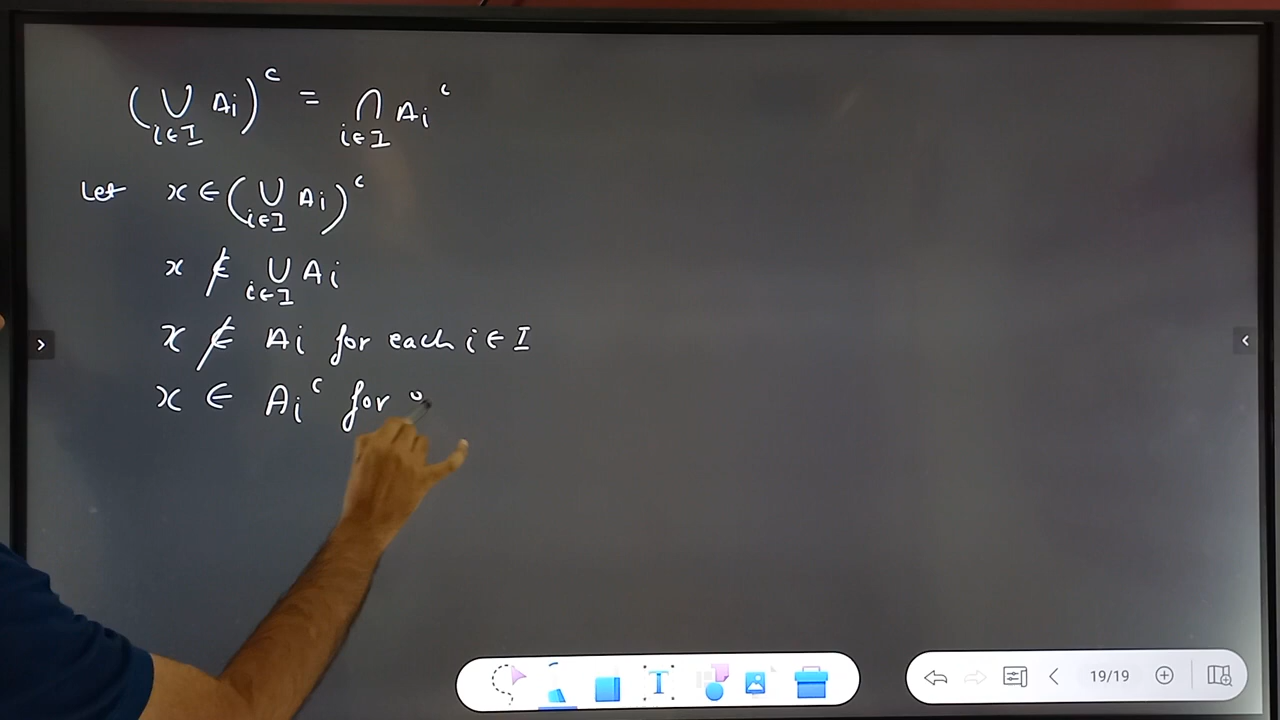 (⋃_{i∈I} Ai)^c = ⋂_{i∈I} Ai^c
Let x ∈ (⋃_{i∈I} Ai)^c
x ∉ ⋃_{i∈I} Ai
x ∉ Ai for each i ∈ I
x ∈ Ai^c for
19/19